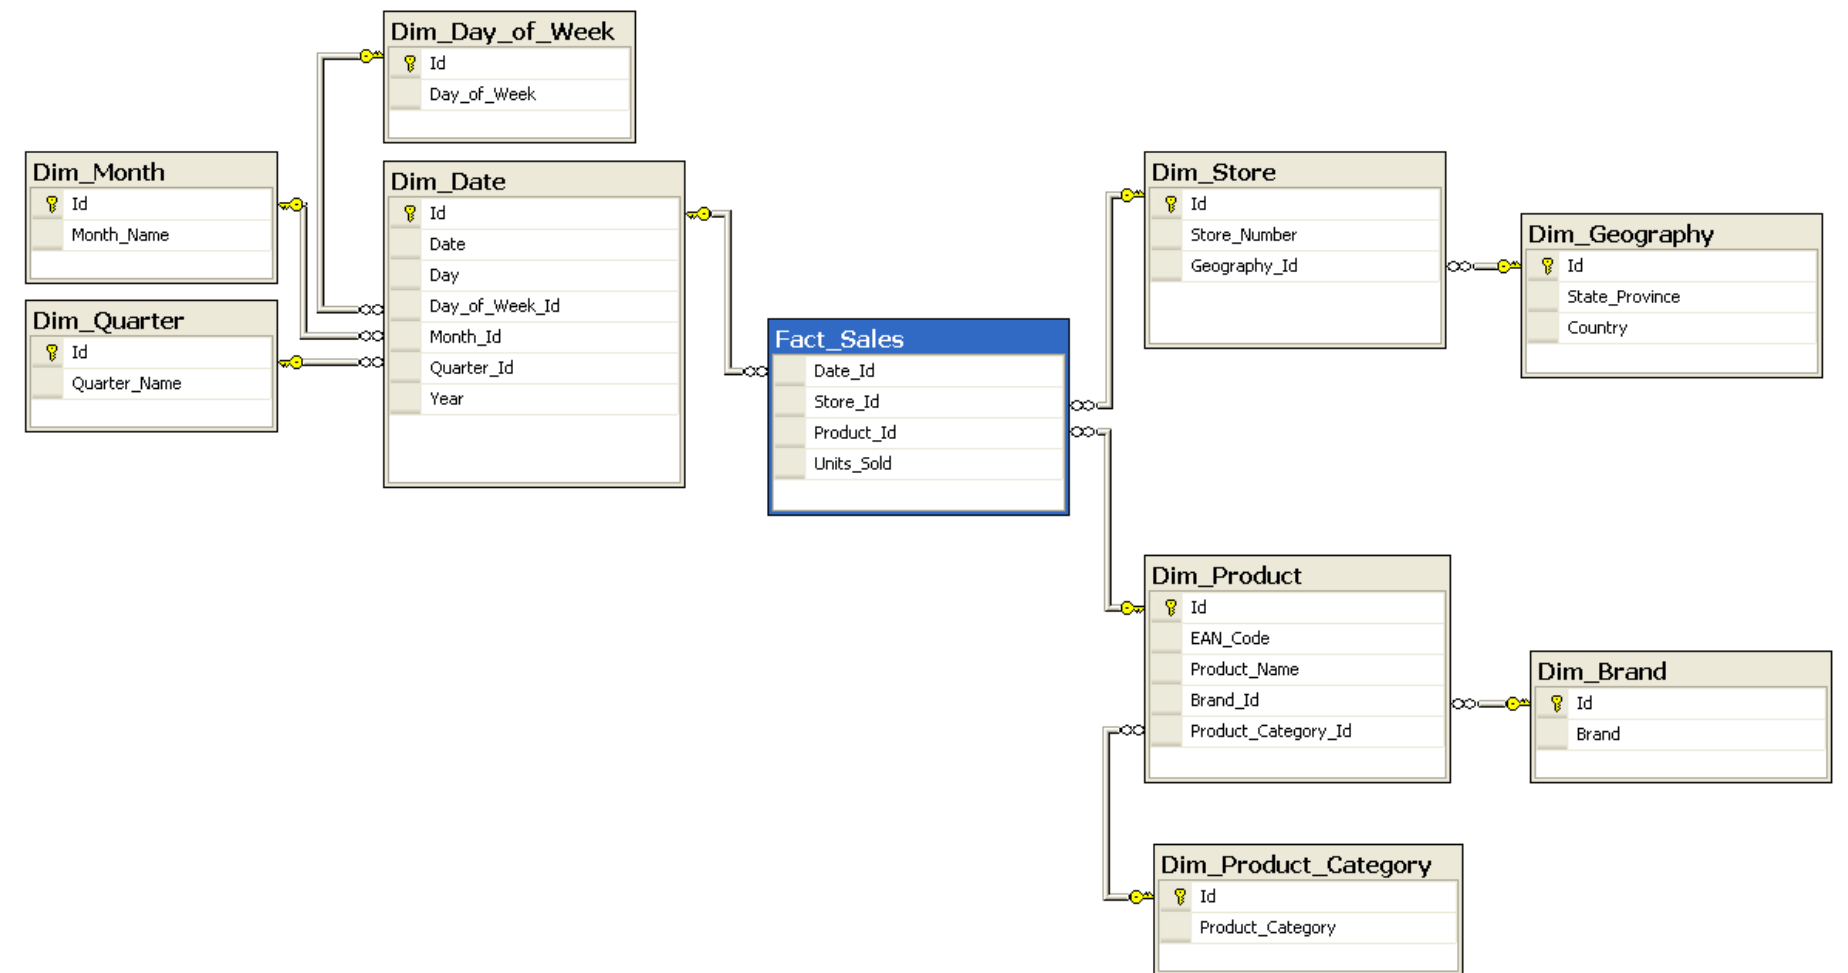 Dim_Day_of_Week
Id
Day_of_Week
Dim_Month
Id
Month_Name
Dim_Quarter
Id
Quarter_Name
Dim_Date
Id
Date
Day
Day_of_Week_Id
Month_Id
Quarter_Id
Year
Fact_Sales
Date_Id
Store_Id
Product_Id
Units_Sold
Dim_Store
Id
Store_Number
Geography_Id
Dim_Geography
Id
State_Province
Country
Dim_Product
Id
EAN_Code
Product_Name
Brand_Id
Product_Category_Id
Dim_Brand
Id
Brand
Dim_Product_Category
Id
Product_Category